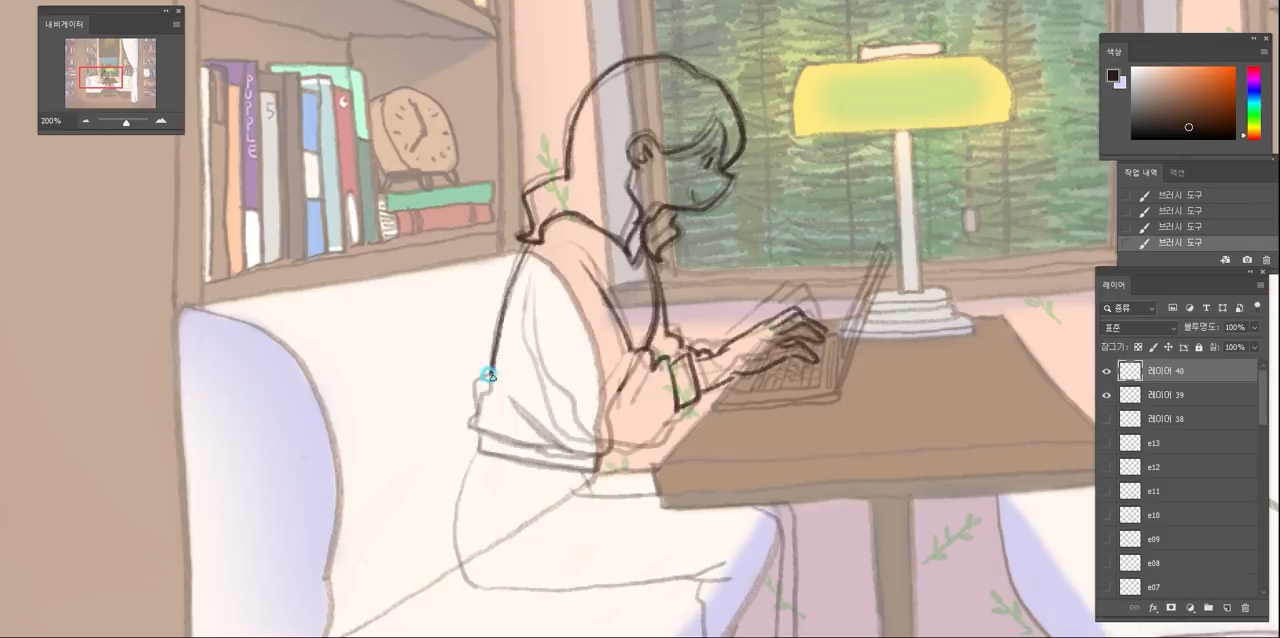 내비게이터
200%
PUPPLE
5
색상
작업 내역
액션
브러시 도구
브러시 도구
브러시 도구
브러시 도구
레이어
종류
표준
불투명도: 100%
잠그기:
칠: 100%
레이어 40
레이어 39
레이어 38
e13
e12
e11
e10
e09
e08
e07
fx